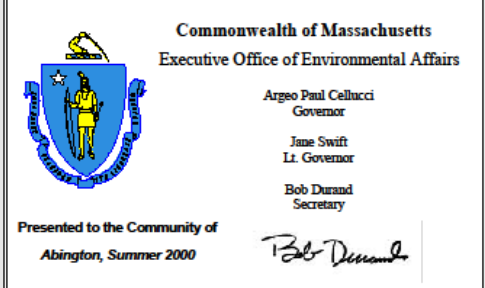 Commonwealth of Massachusetts
Executive Office of Environmental Affairs
Argeo Paul Cellucci
Governor
Jane Swift
Lt. Governor
Bob Durand
Secretary
Presented to the Community of
Abington, Summer 2000
Bob Durand